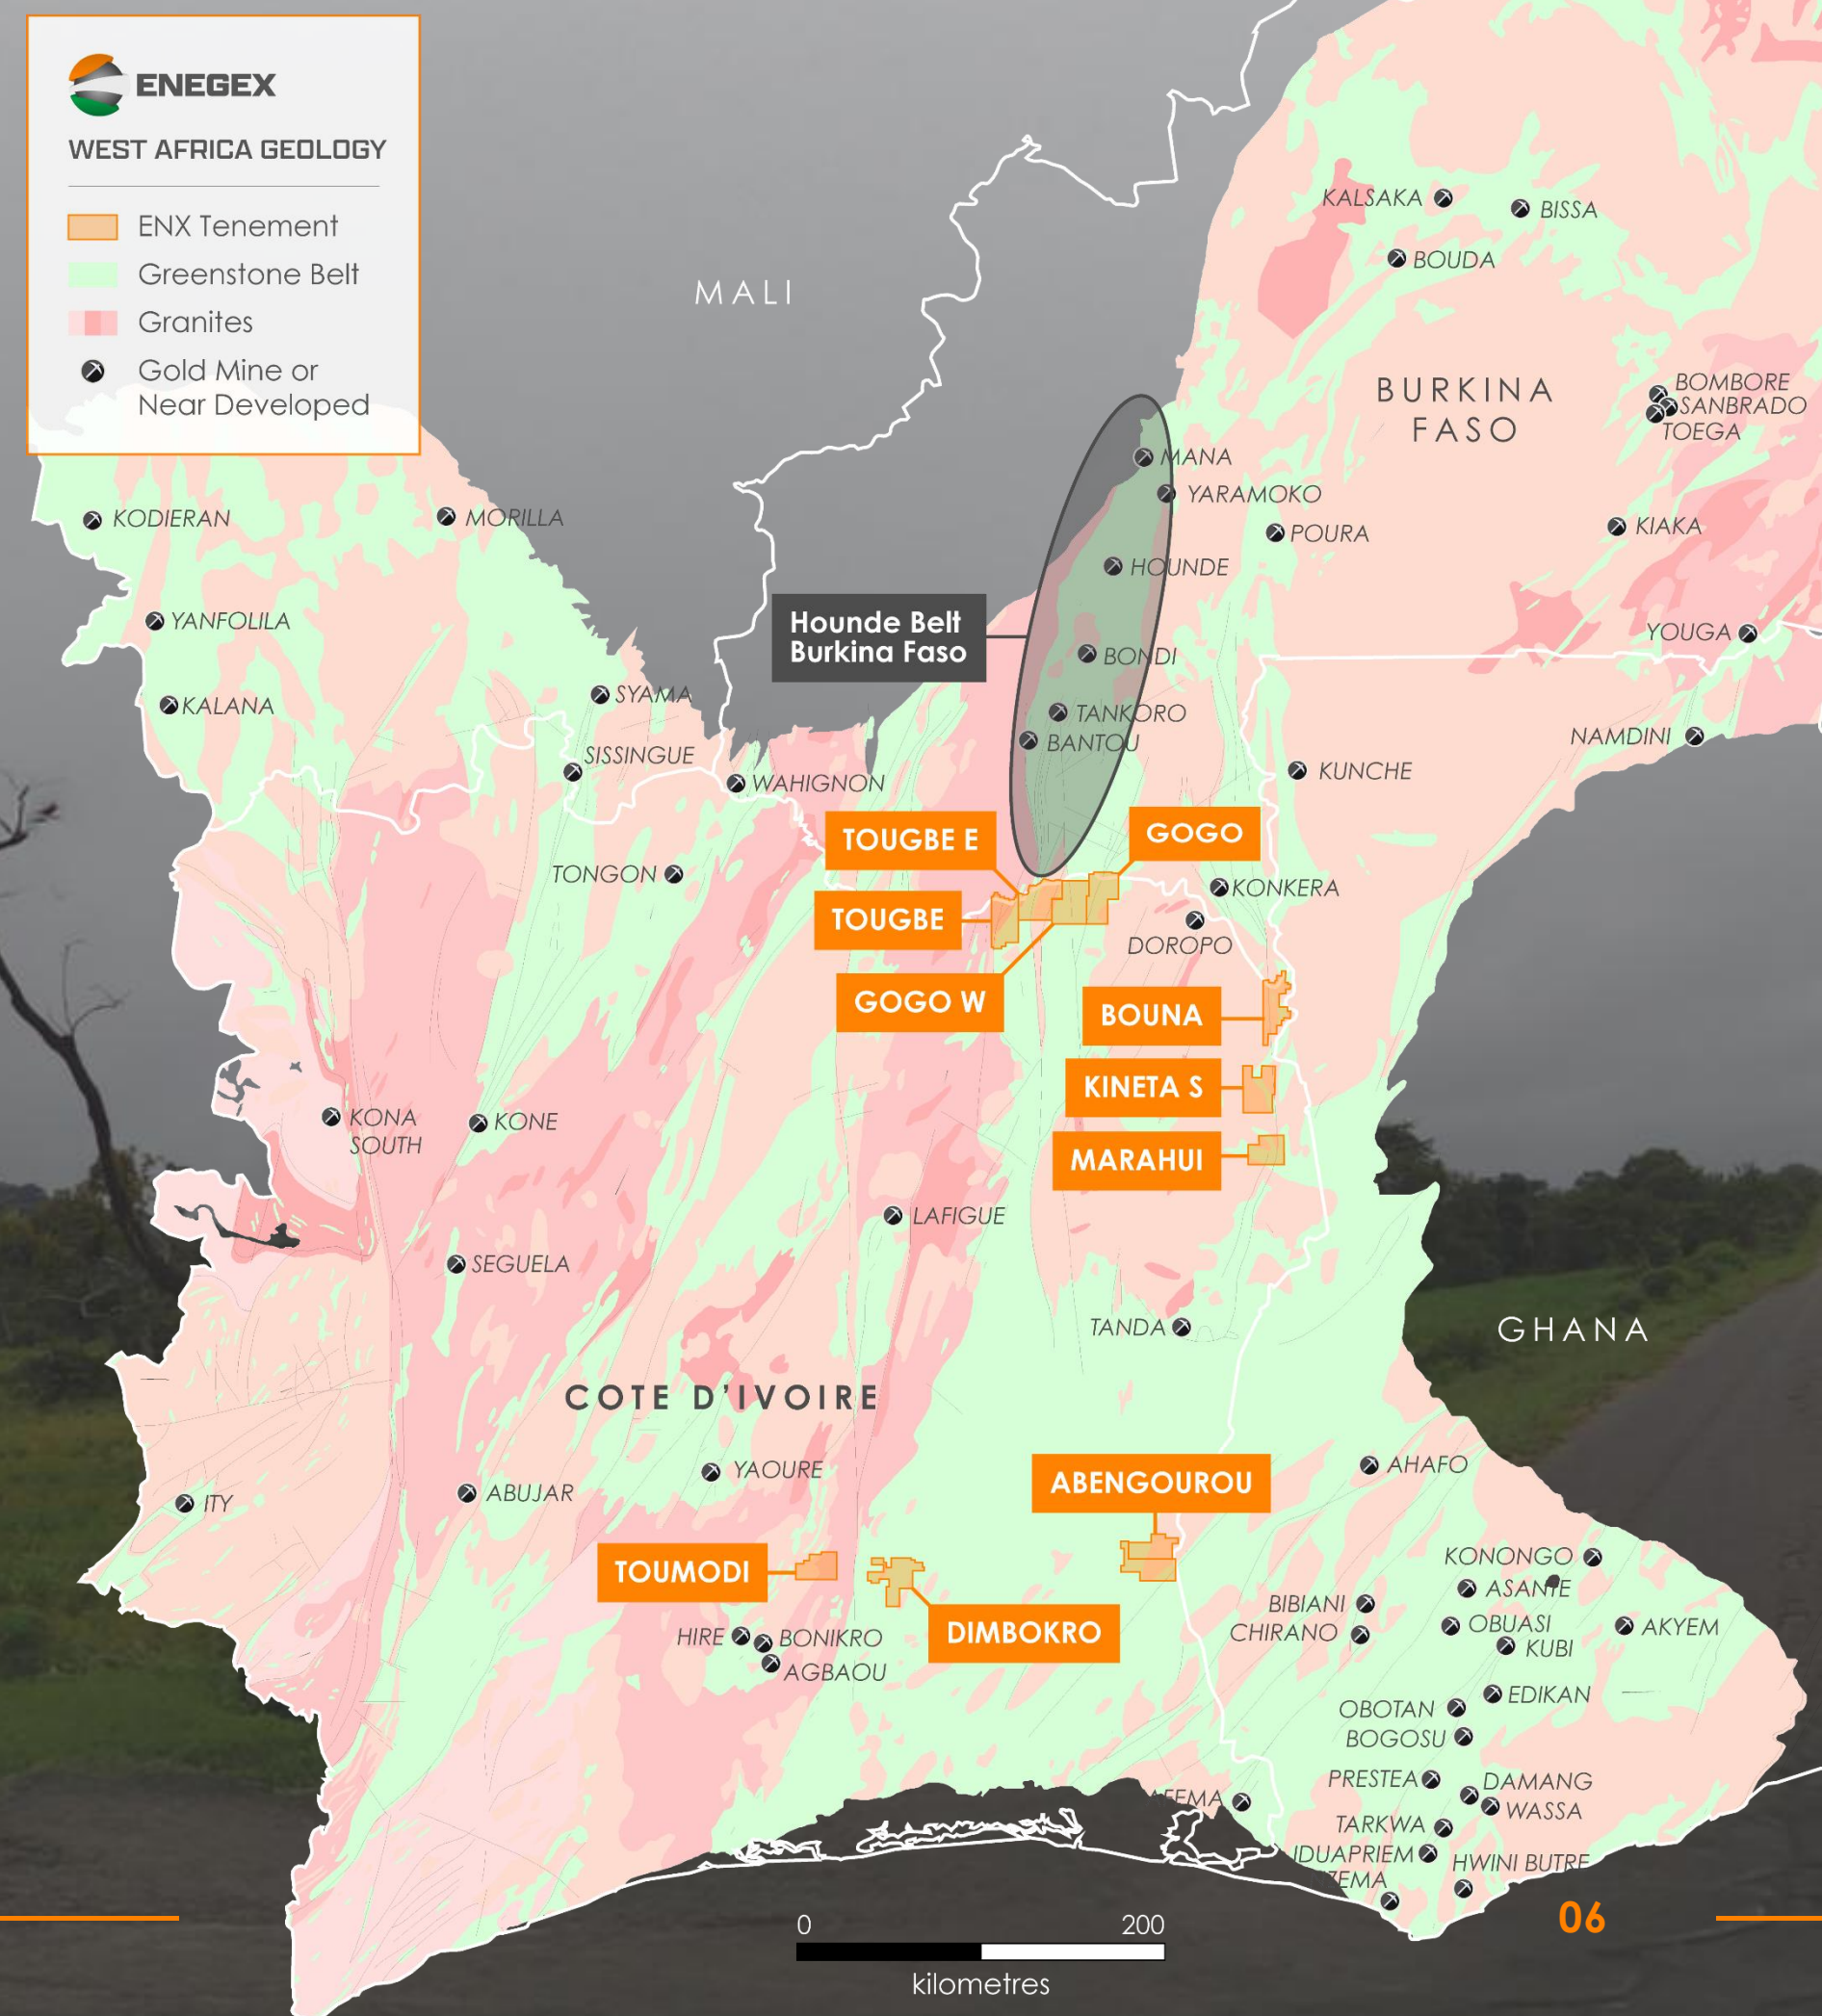 ENEGEX
WEST AFRICA GEOLOGY
ENX Tenement
Greenstone Belt
Granites
Gold Mine or
Near Developed
MALI
KALSAKA
BISSA
BOUDA
BURKINA
FASO
BOMBORE
SANBRADO
TOEGA
MANA
YARAMOKO
KODIERAN
MORILLA
POURA
KIAKA
HOUNDE
YANFOLILA
Hounde Belt
Burkina Faso
YOUGA
BONDI
KALANA
SYAMA
TANKORO
BANTOU
NAMDINI
SISSINGUE
WAHIGNON
KUNCHE
TOUGBE E
GOGO
TONGON
KONKERA
TOUGBE
DOROPO
GOGO W
BOUNA
KINETA S
KONA
SOUTH
KONE
MARAHUI
LAFIGUE
SEGUELA
TANDA
GHANA
COTE D'IVOIRE
YAOURE
ABENGOUROU
AHAFO
ABUJAR
ITY
TOUMODI
KONONGO
ASANTE
BIBIANI
CHIRANO
OBUASI
KUBI
AKYEM
HIRE
BONIKRO
AGBAOU
DIMBOKRO
EDIKAN
OBOTAN
BOGOSU
PRESTEA
DAMANG
WASSA
TARKWA
IDUAPRIEM
HWINI BUTRE
06
0 200
kilometres